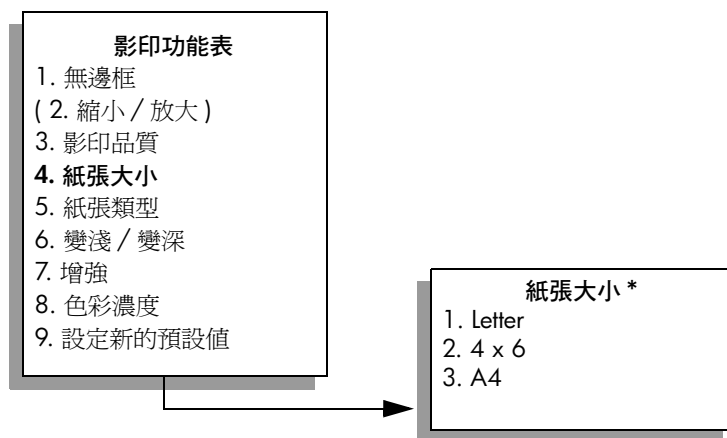 影印功能表
1. 無邊框
( 2. 縮小 / 放大 )
3. 影印品質
4. 紙張大小
5. 紙張類型
6. 變淺 / 變深
7. 增強
8. 色彩濃度
9. 設定新的預設值
紙張大小 *
1. Letter
2. 4 x 6
3. A4